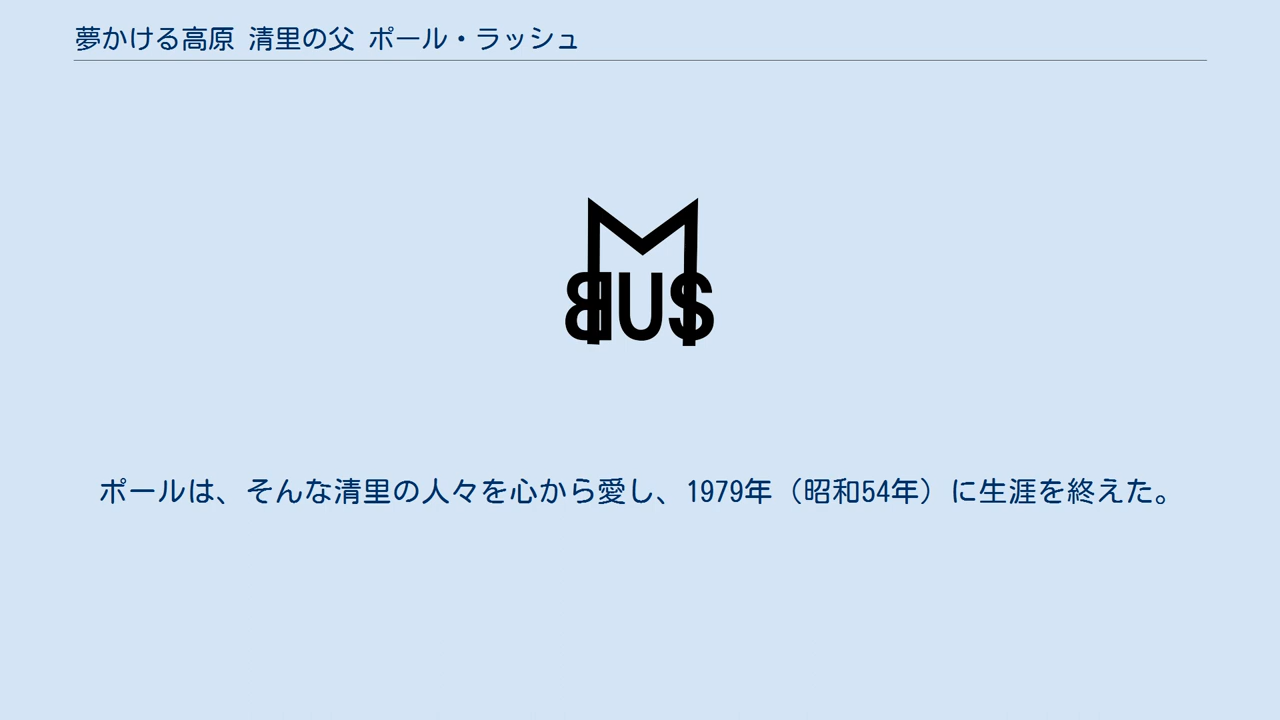 夢かける高原 清里の父 ポール・ラッシュ
M
BUS
ポールは、そんな清里の人々を心から愛し、1979年（昭和54年）に生涯を終えた。